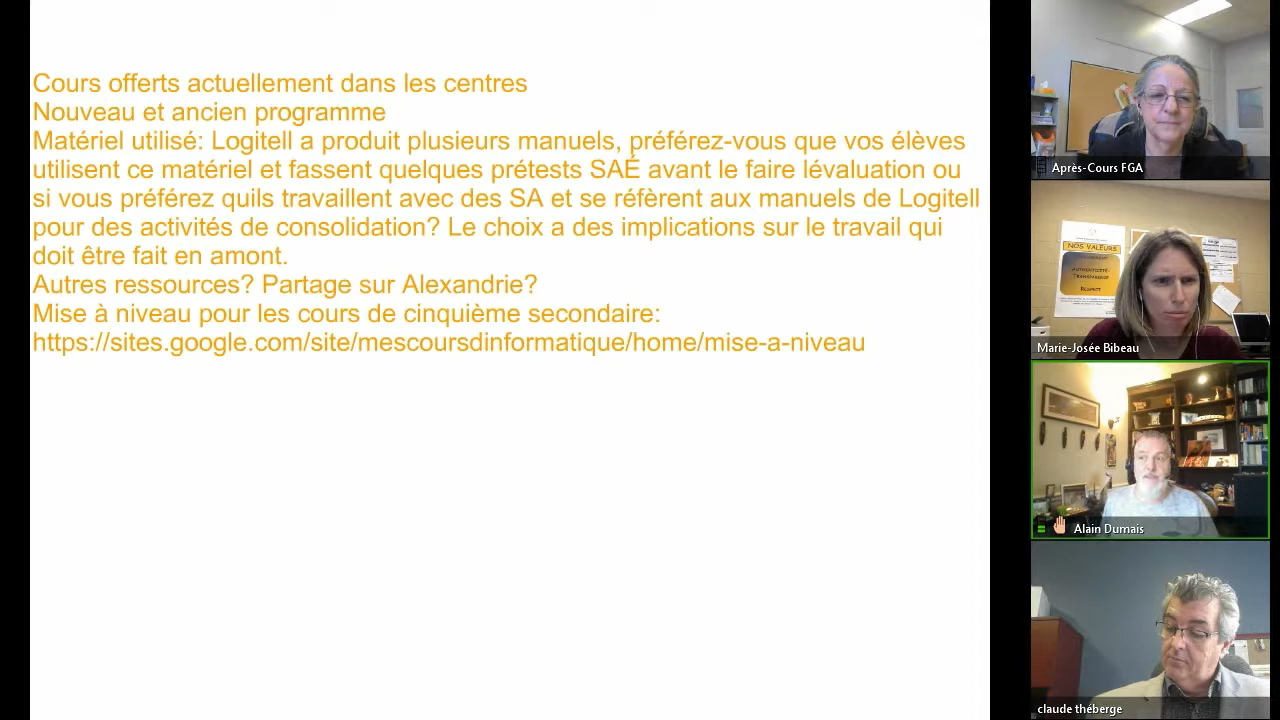 Cours offerts actuellement dans les centres
Nouveau et ancien programme
Matériel utilisé: Logitell a produit plusieurs manuels, préférez-vous que vos élèves
utilisent ce matériel et fassent quelques prétests SAÉ avant le faire lévaluation ou
si vous préférez quils travaillent avec des SA et se réfèrent aux manuels de Logitell
pour des activités de consolidation? Le choix a des implications sur le travail qui
doit être fait en amont.
Autres ressources? Partage sur Alexandrie?
Mise à niveau pour les cours de cinquième secondaire:
https://sites.google.com/site/mescoursdinformatique/home/mise-a-niveau
Après-Cours FGA
NOS VALEURS
Marie-Josée Bibeau
Alain Dumais
claude théberge